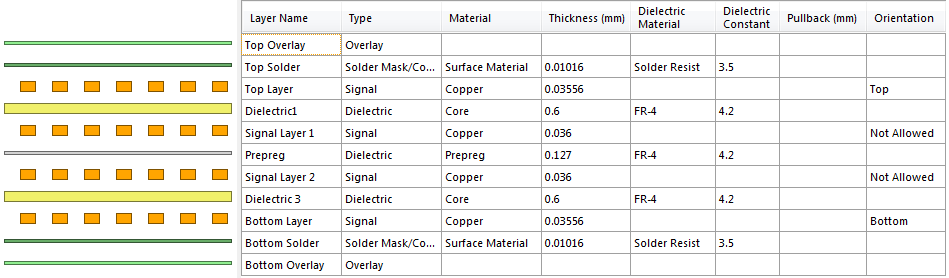 Layer Name Type Material Thickness (mm) Dielectric Material Dielectric Constant Pullback (mm) Orientation
Top Overlay Overlay
Top Solder Solder Mask/Co... Surface Material 0.01016 Solder Resist 3.5
Top Layer Signal Copper 0.03556 Top
Dielectric1 Dielectric Core 0.6 FR-4 4.2
Signal Layer 1 Signal Copper 0.036 Not Allowed
Prepreg Dielectric Prepreg 0.127 FR-4 4.2
Signal Layer 2 Signal Copper 0.036 Not Allowed
Dielectric 3 Dielectric Core 0.6 FR-4 4.2
Bottom Layer Signal Copper 0.03556 Bottom
Bottom Solder Solder Mask/Co... Surface Material 0.01016 Solder Resist 3.5
Bottom Overlay Overlay